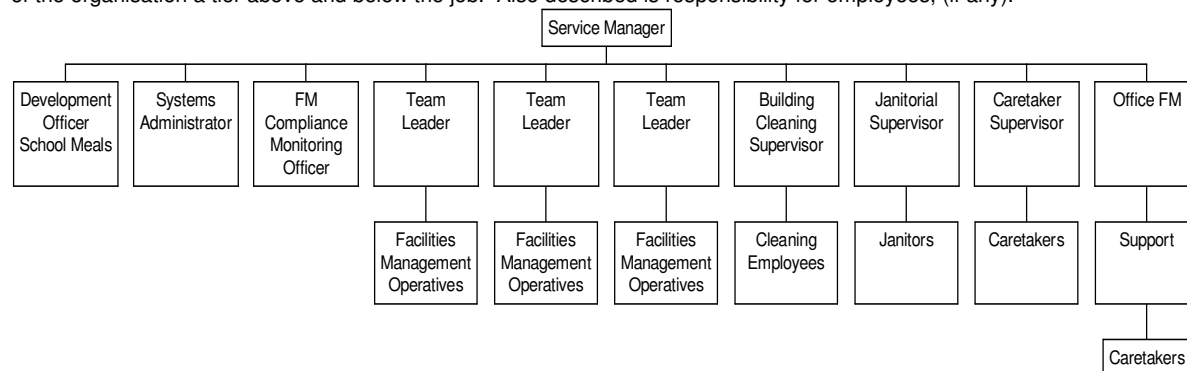 of the organisation a tier above and below the job. Also described is responsibility for employees, (if any).
Service Manager
Development
Officer
School Meals
Systems
Administrator
FM
Compliance
Monitoring
Officer
Team
Leader
Team
Leader
Team
Leader
Building
Cleaning
Supervisor
Janitorial
Supervisor
Caretaker
Supervisor
Office FM
Facilities
Management
Operatives
Facilities
Management
Operatives
Facilities
Management
Operatives
Cleaning
Employees
Janitors
Caretakers
Support
Caretakers